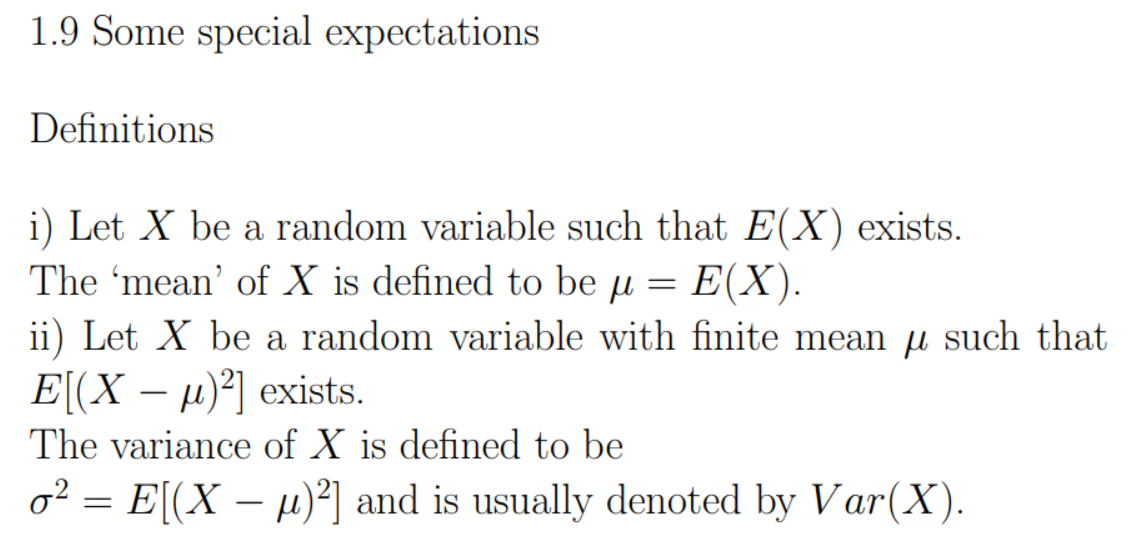 1.9 Some special expectations
Definitions
i) Let X be a random variable such that E(X) exists.
The ‘mean’ of X is defined to be μ = E(X).
ii) Let X be a random variable with finite mean μ such that
E[(X − μ)²] exists.
The variance of X is defined to be
σ² = E[(X − μ)²] and is usually denoted by Var(X).